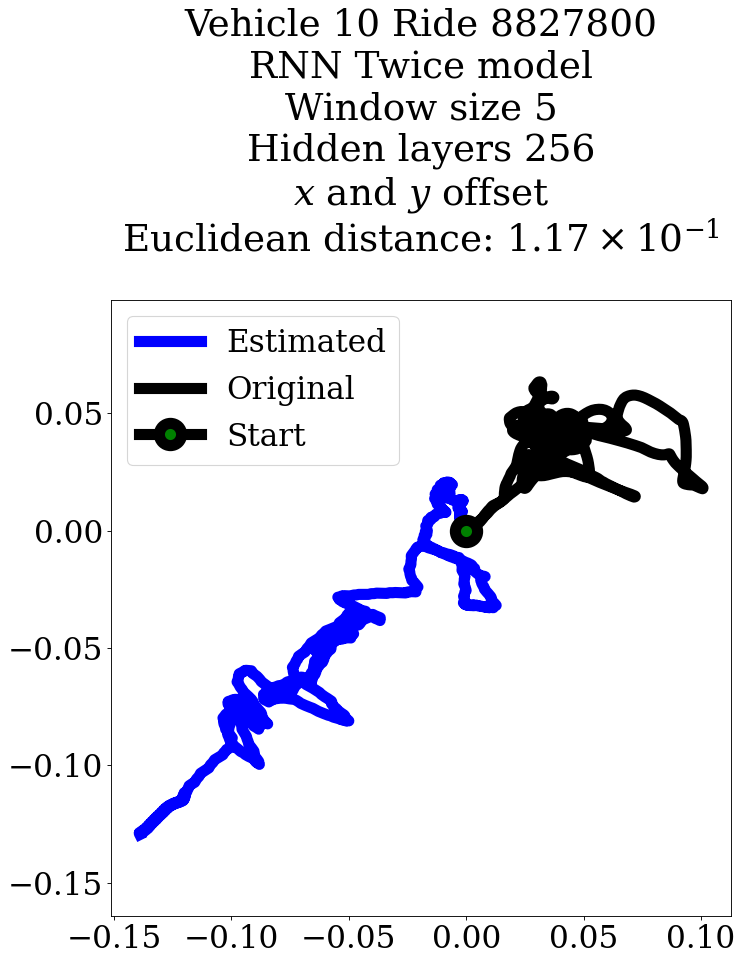 Vehicle 10 Ride 8827800
RNN Twice model
Window size 5
Hidden layers 256
x and y offset
Euclidean distance: 1.17 × 10⁻¹
Estimated
Original
Start
0.05
0.00
−0.05
−0.10
−0.15
−0.15 −0.10 −0.05 0.00 0.05 0.10